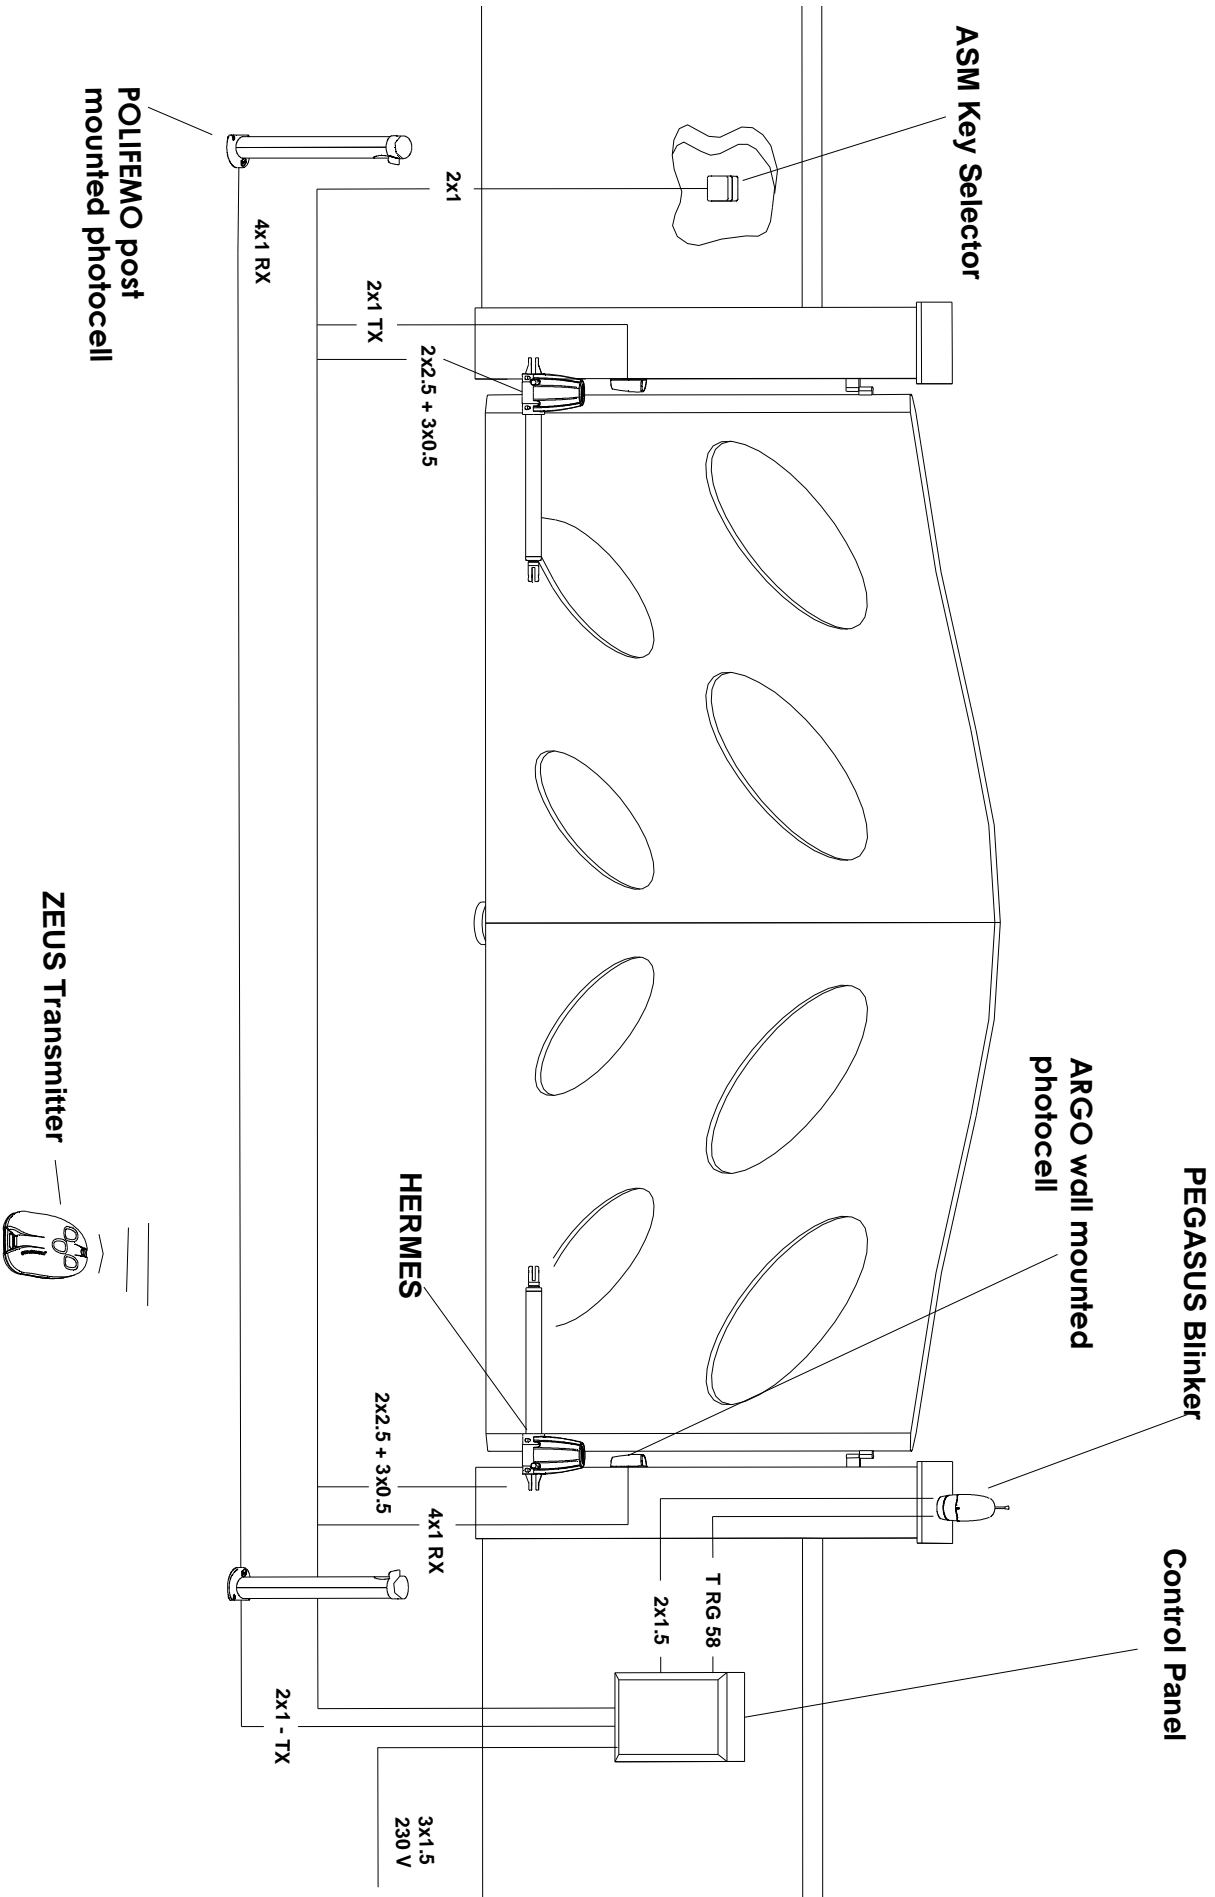 PEGASUS Blinker
Control Panel
ARGO wall mounted
photocell
ASM Key Selector
T RG 58
2x1.5
2x1
2x1 TX
2x2.5 + 3x0.5
HERMES
2x2.5 + 3x0.5
4x1 RX
3x1.5
230 V
4x1 RX
2x1 - TX
POLIFEMO post
mounted photocell
ZEUS Transmitter